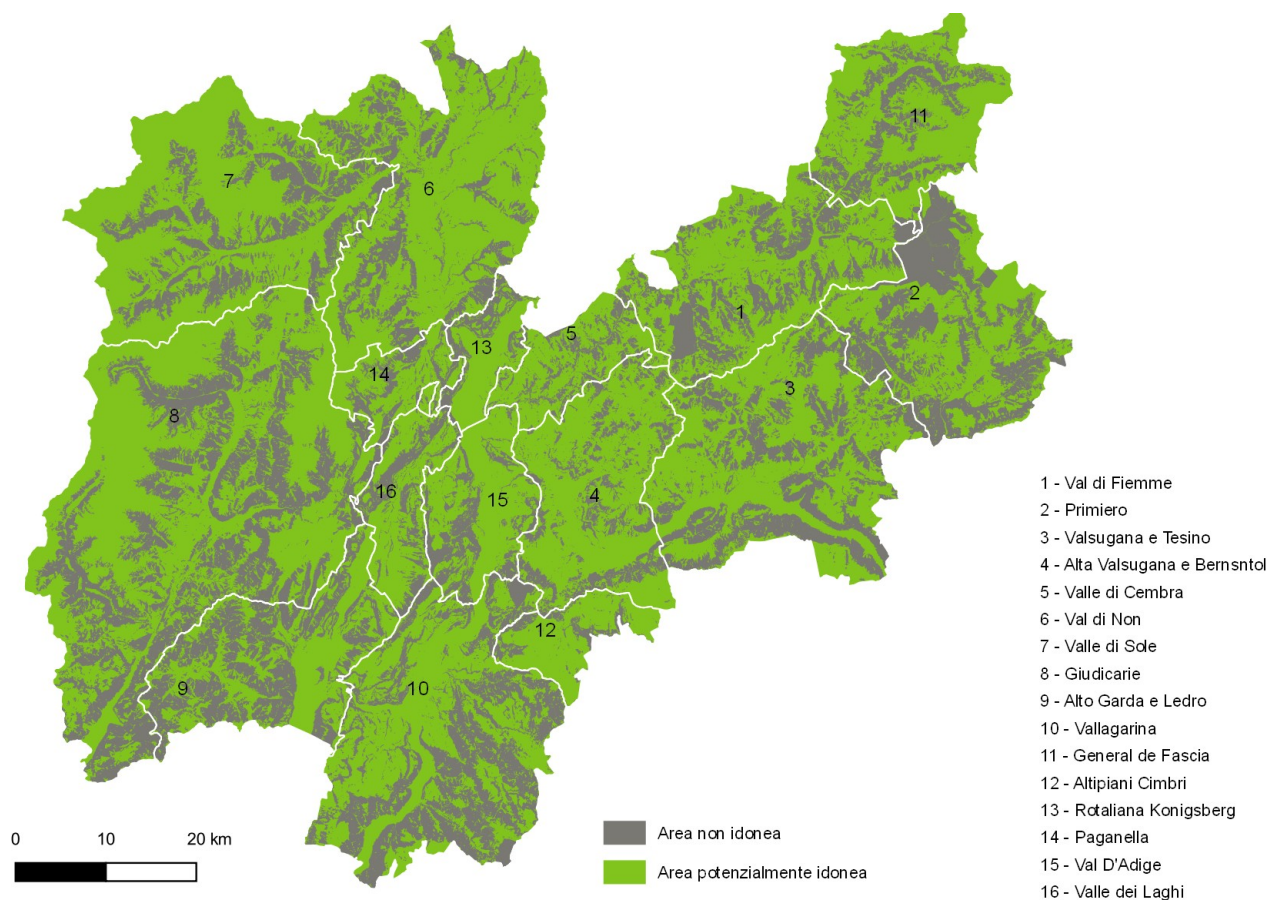 11
7
6
2
1
5
13
14
3
8
16
15
4
12
9
10
1 - Val di Fiemme
2 - Primiero
3 - Valsugana e Tesino
4 - Alta Valsugana e Bernsntol
5 - Valle di Cembra
6 - Val di Non
7 - Valle di Sole
8 - Giudicarie
9 - Alto Garda e Ledro
10 - Vallagarina
11 - General de Fascia
12 - Altipiani Cimbri
13 - Rotaliana Konigsberg
14 - Paganella
15 - Val D'Adige
16 - Valle dei Laghi
0 10 20 km
Area non idonea
Area potenzialmente idonea